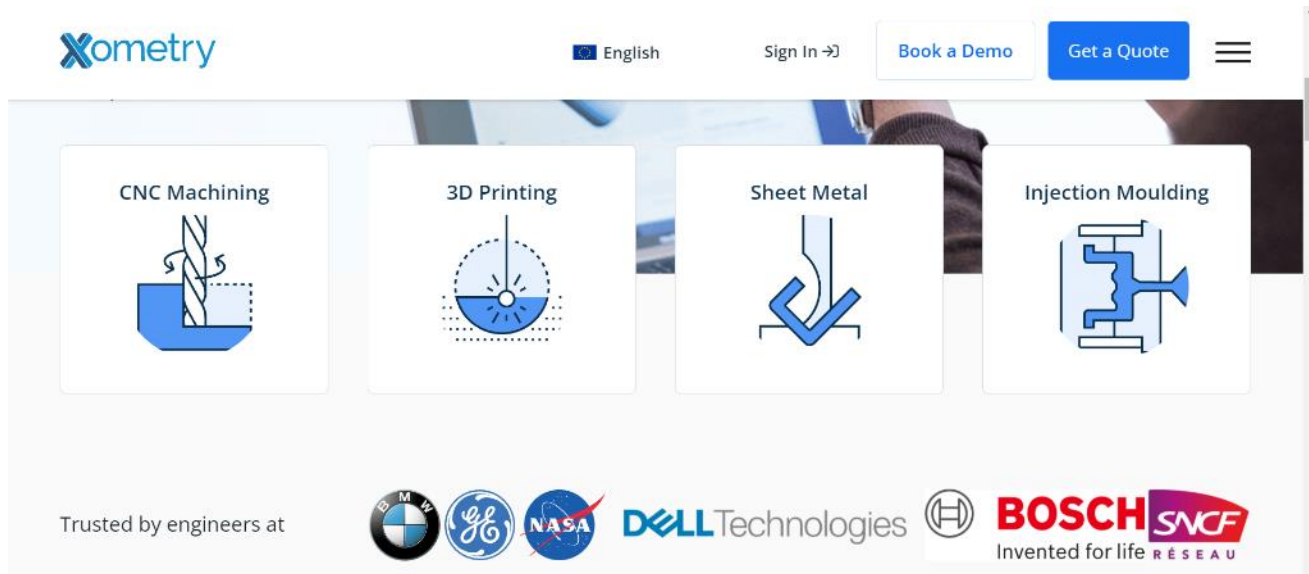 Xometry
English
Sign In
Book a Demo
Get a Quote
CNC Machining
3D Printing
Sheet Metal
Injection Moulding
Trusted by engineers at
BMW
GE
NASA
DELL Technologies
BOSCH
Invented for life
SNCF
RÉSEAU